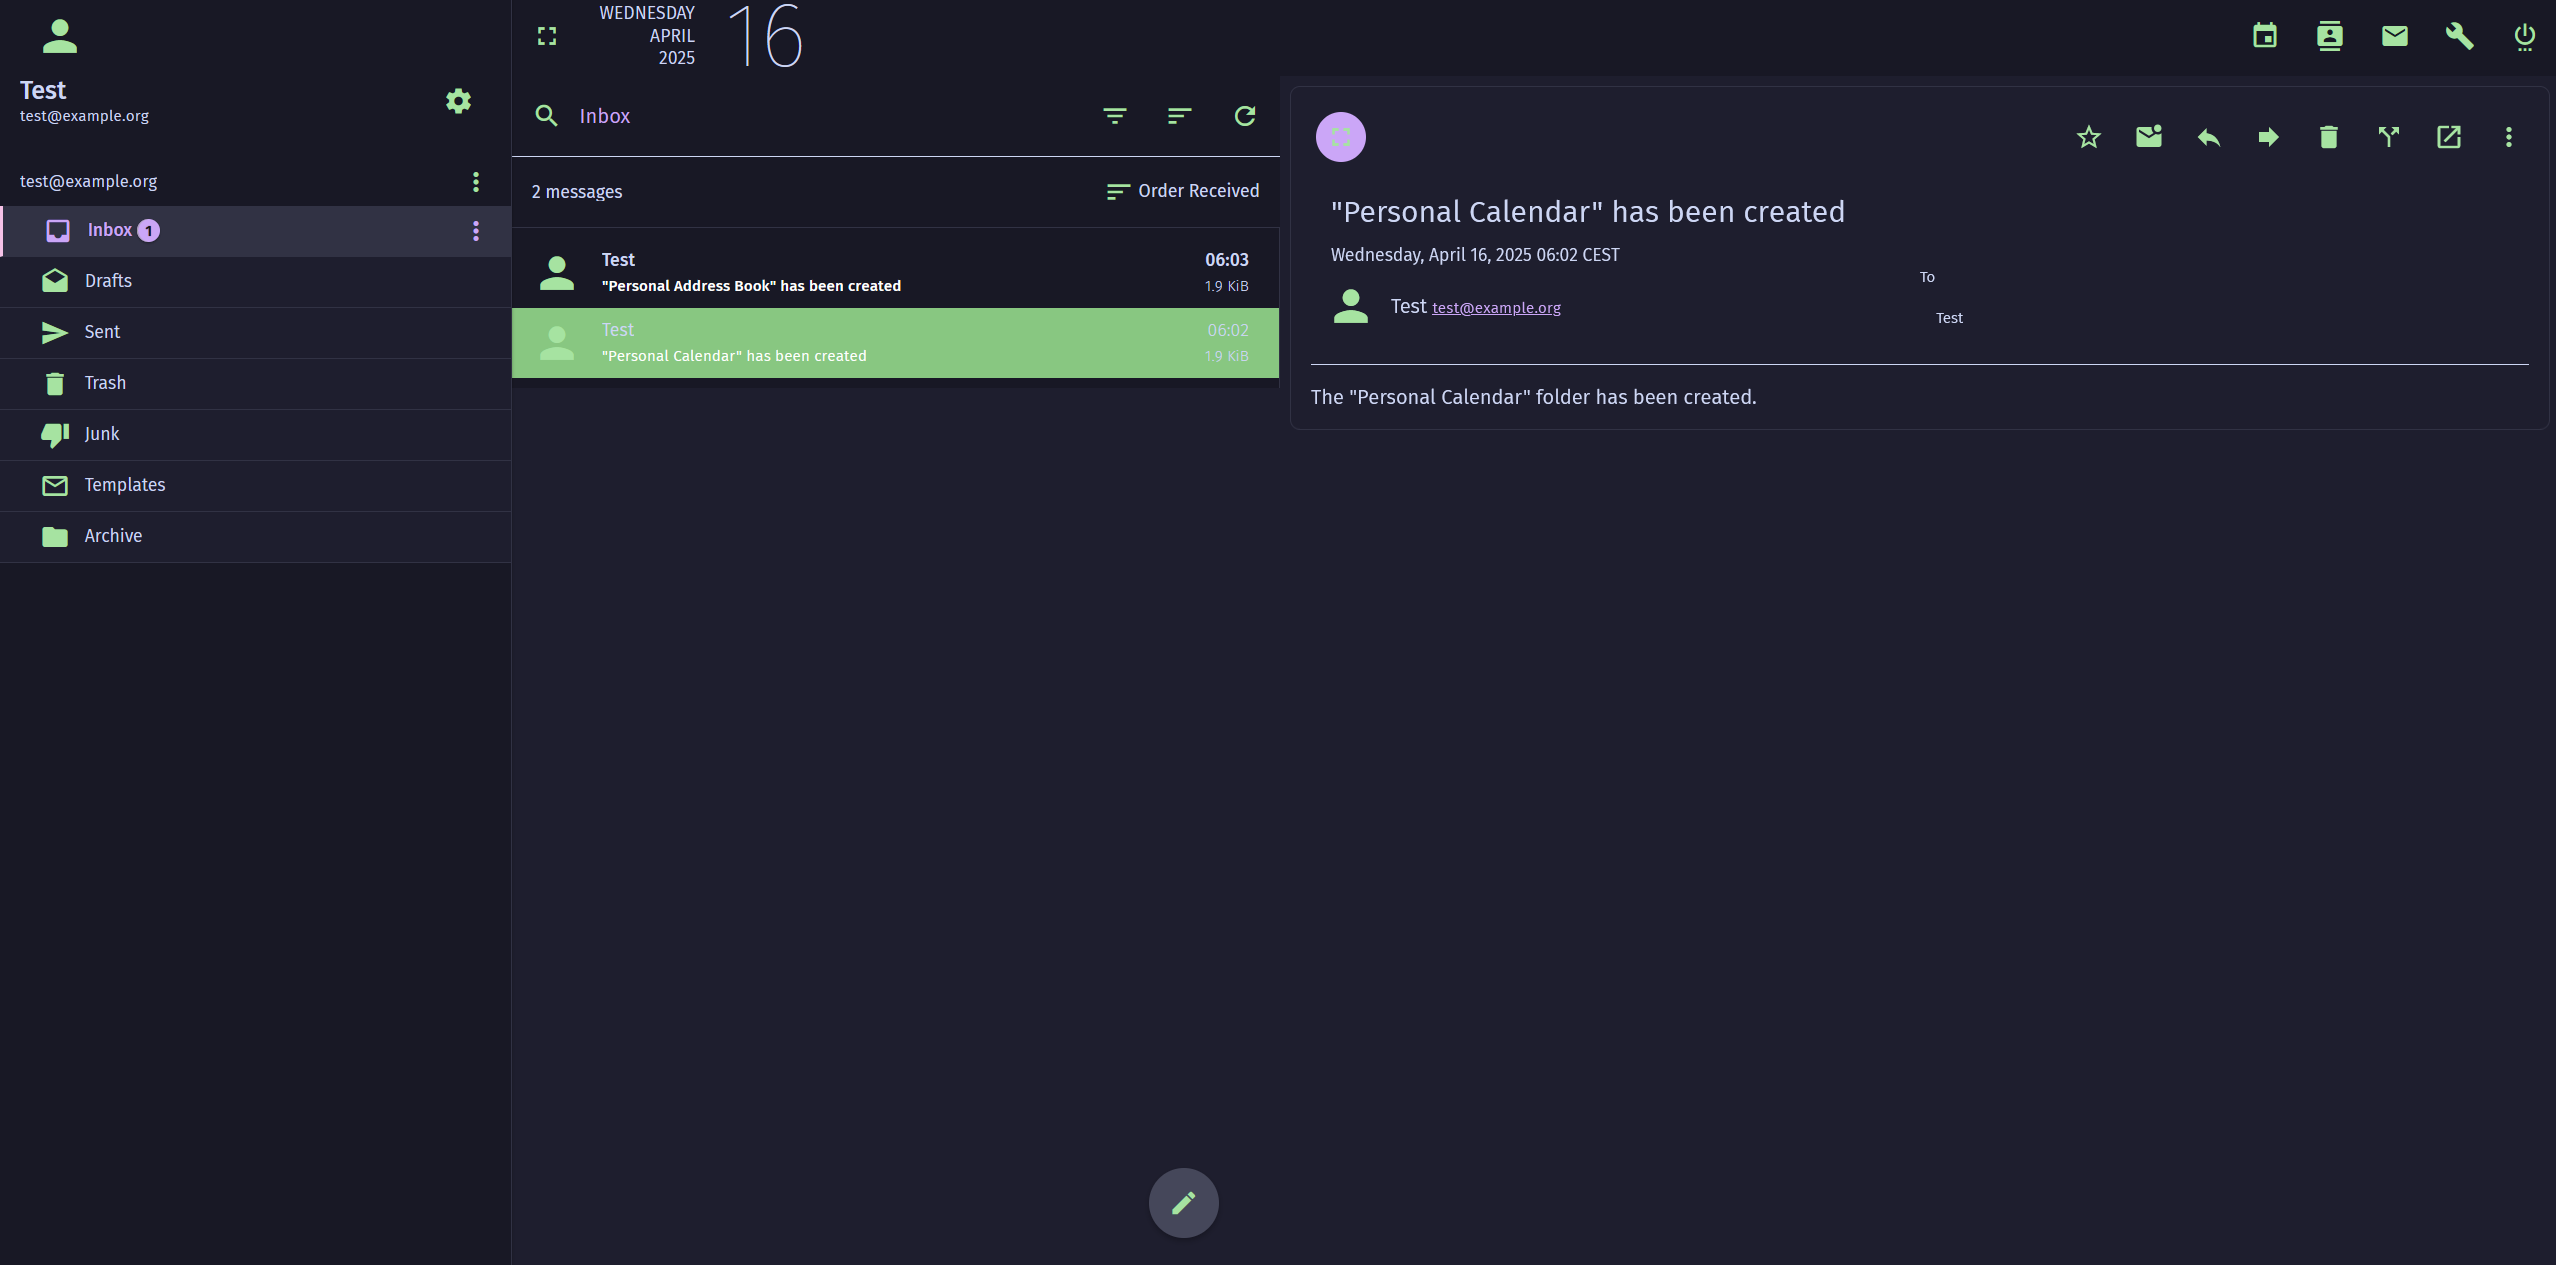 Test
test@example.org
test@example.org
Inbox 1
Drafts
Sent
Trash
Junk
Templates
Archive
WEDNESDAY
APRIL
2025
16
Inbox
2 messages
Order Received
Test 06:03
"Personal Address Book" has been created 1.9 KiB
Test 06:02
"Personal Calendar" has been created 1.9 KiB
"Personal Calendar" has been created
Wednesday, April 16, 2025 06:02 CEST
To
Test test@example.org
Test
The "Personal Calendar" folder has been created.